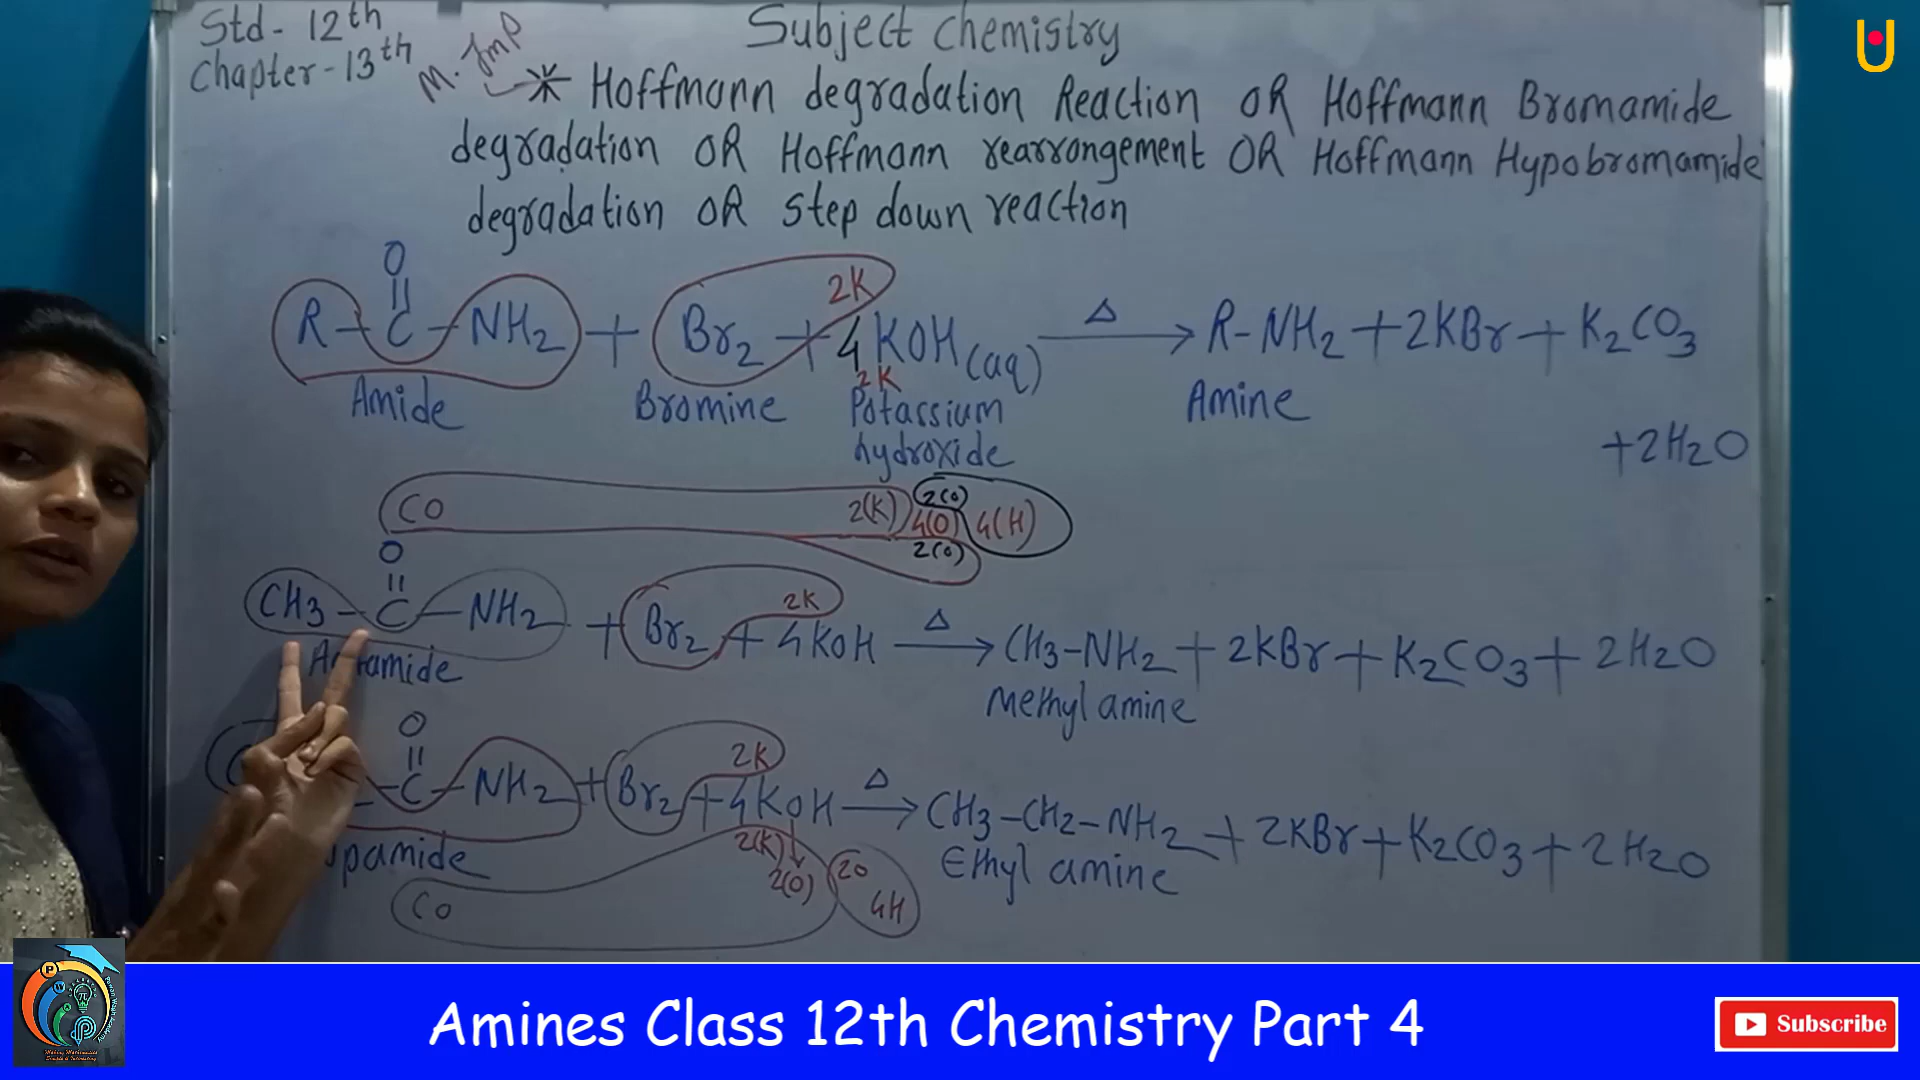 Std - 12th
Chapter - 13th
M. Imp
Subject Chemistry
* Hoffmann degradation Reaction OR Hoffmann Bromamide
degradation OR Hoffmann rearrongement OR Hoffmann Hypobromamide
degradation OR Step down reaction
O
2K
R - C - NH2 + Br2 + 4KOH(aq) Δ → R-NH2 + 2KBr + K2CO3
2K
Amide Bromine Potassium Amine
hydroxide
+2H2O
CO 2(K) 2(O) 4(O) 4(H)
2(O)
O
2K
CH3 - C - NH2 + Br2 + 4KOH Δ → CH3-NH2 + 2KBr + K2CO3 + 2H2O
amide Methyl amine
O
2K
C - NH2 + Br2 + 4KOH Δ → CH3-CH2-NH2 + 2KBr + K2CO3 + 2H2O
pamide 2(K) Ethyl amine
2(O) 2O
CO 4H
Amines Class 12th Chemistry Part 4
Subscribe